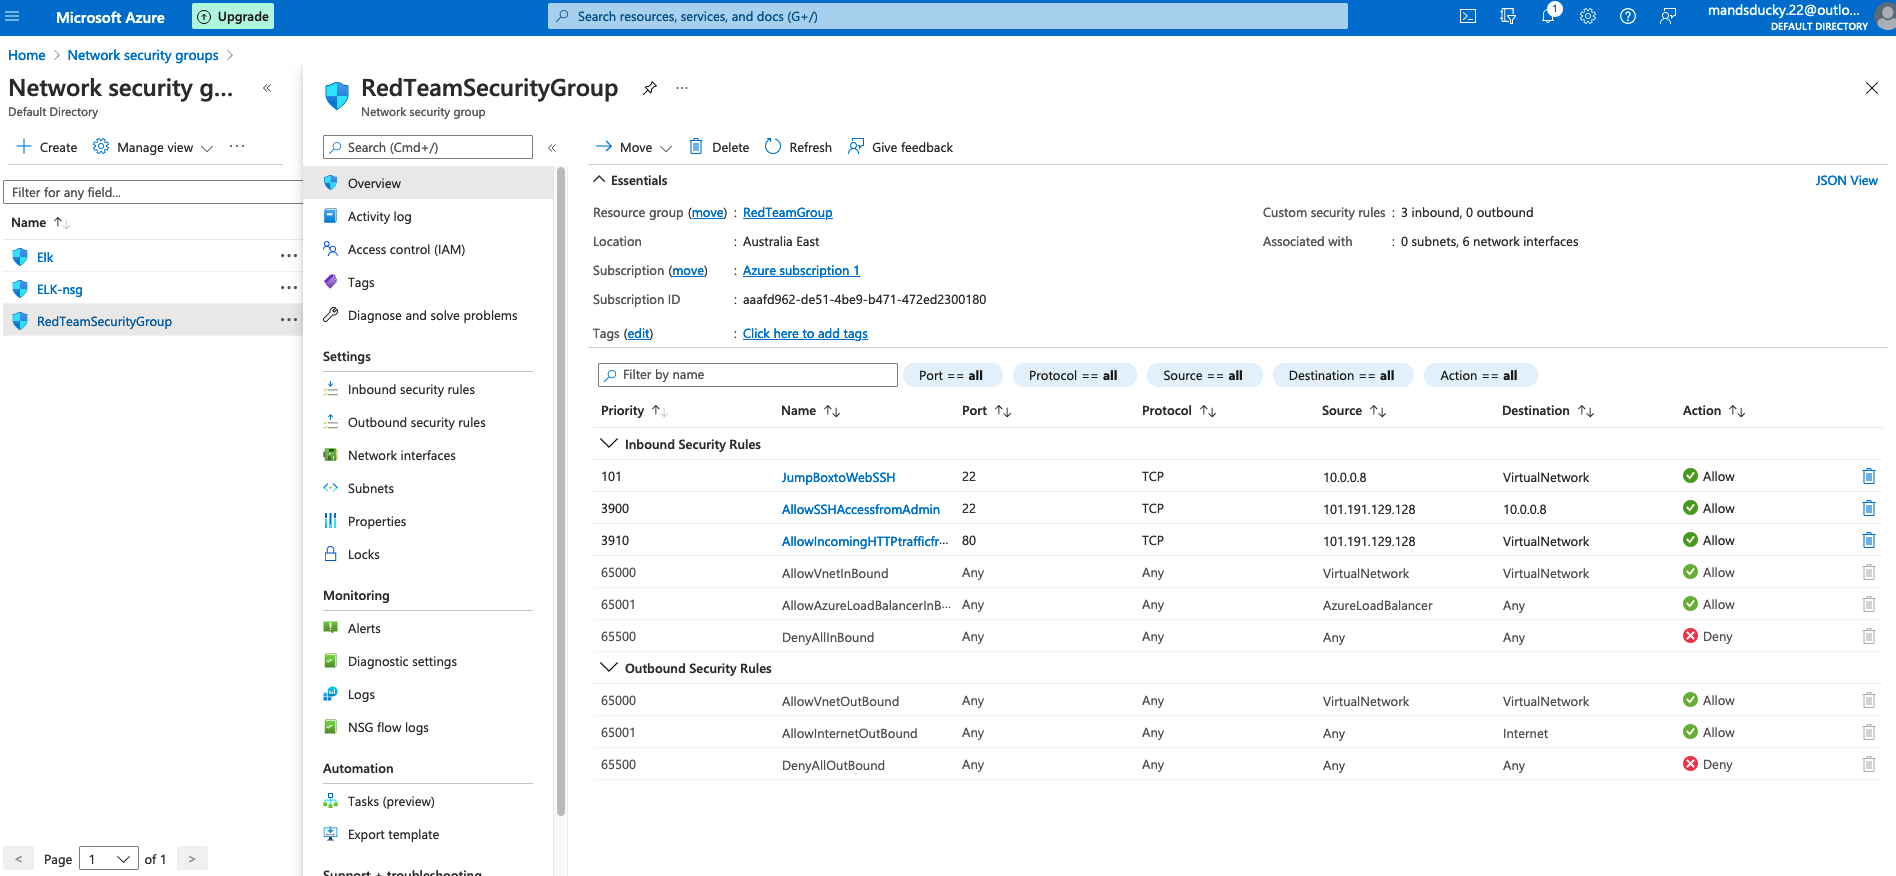 Microsoft Azure
Upgrade
Search resources, services, and docs (G+/)
1
mandsducky.22@outlo...
DEFAULT DIRECTORY
Home > Network security groups >
Network security g...
Default Directory
Create
Manage view
Filter for any field...
Name
Elk
ELK-nsg
RedTeamSecurityGroup
< Page 1 of 1 >
RedTeamSecurityGroup
Network security group
Search (Cmd+/)
Overview
Activity log
Access control (IAM)
Tags
Diagnose and solve problems
Settings
Inbound security rules
Outbound security rules
Network interfaces
Subnets
Properties
Locks
Monitoring
Alerts
Diagnostic settings
Logs
NSG flow logs
Automation
Tasks (preview)
Export template
Support + troubleshooting
Move
Delete
Refresh
Give feedback
Essentials
JSON View
Resource group (move) : RedTeamGroup
Location : Australia East
Subscription (move) : Azure subscription 1
Subscription ID : aaafd962-de51-4be9-b471-472ed2300180
Tags (edit) : Click here to add tags
Custom security rules : 3 inbound, 0 outbound
Associated with : 0 subnets, 6 network interfaces
Filter by name
Port == all
Protocol == all
Source == all
Destination == all
Action == all
Priority Name Port Protocol Source Destination Action
Inbound Security Rules
101 JumpBoxtoWebSSH 22 TCP 10.0.0.8 VirtualNetwork Allow
3900 AllowSSHAccessfromAdmin 22 TCP 101.191.129.128 10.0.0.8 Allow
3910 AllowIncomingHTTPtrafficfr... 80 TCP 101.191.129.128 VirtualNetwork Allow
65000 AllowVnetInBound Any Any VirtualNetwork VirtualNetwork Allow
65001 AllowAzureLoadBalancerInB... Any Any AzureLoadBalancer Any Allow
65500 DenyAllInBound Any Any Any Any Deny
Outbound Security Rules
65000 AllowVnetOutBound Any Any VirtualNetwork VirtualNetwork Allow
65001 AllowInternetOutBound Any Any Any Internet Allow
65500 DenyAllOutBound Any Any Any Any Deny